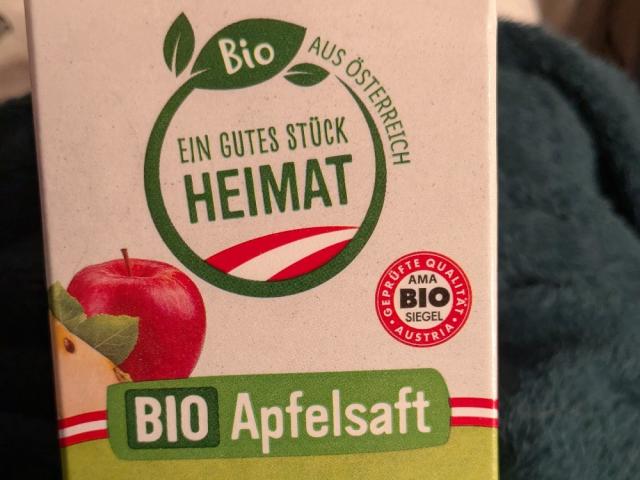 Bio
AUS ÖSTERREICH
EIN GUTES STÜCK
HEIMAT
GEPRÜFTE QUALITÄT
AMA
BIO
SIEGEL
AUSTRIA
BIO Apfelsaft